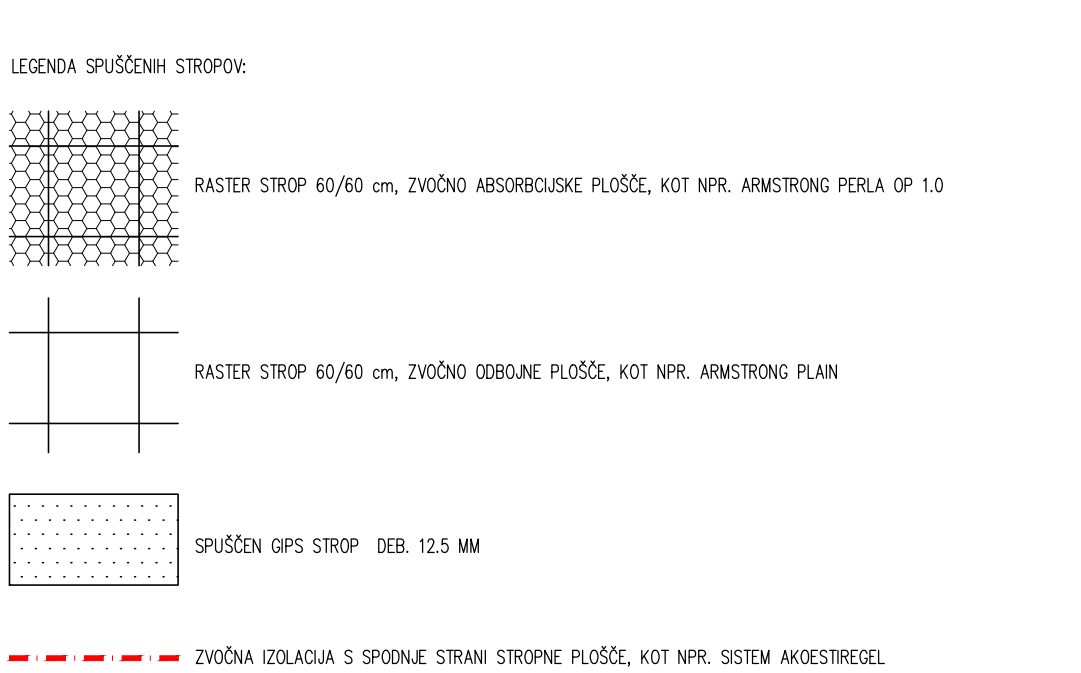 LEGENDA SPUŠČENIH STROPOV:
RASTER STROP 60/60 cm, ZVOČNO ABSORBCIJSKE PLOŠČE, KOT NPR. ARMSTRONG PERLA OP 1.0
RASTER STROP 60/60 cm, ZVOČNO ODBOJNE PLOŠČE, KOT NPR. ARMSTRONG PLAIN
SPUŠČEN GIPS STROP DEB. 12.5 MM
ZVOČNA IZOLACIJA S SPODNJE STRANI STROPNE PLOŠČE, KOT NPR. SISTEM AKOESTIREGEL